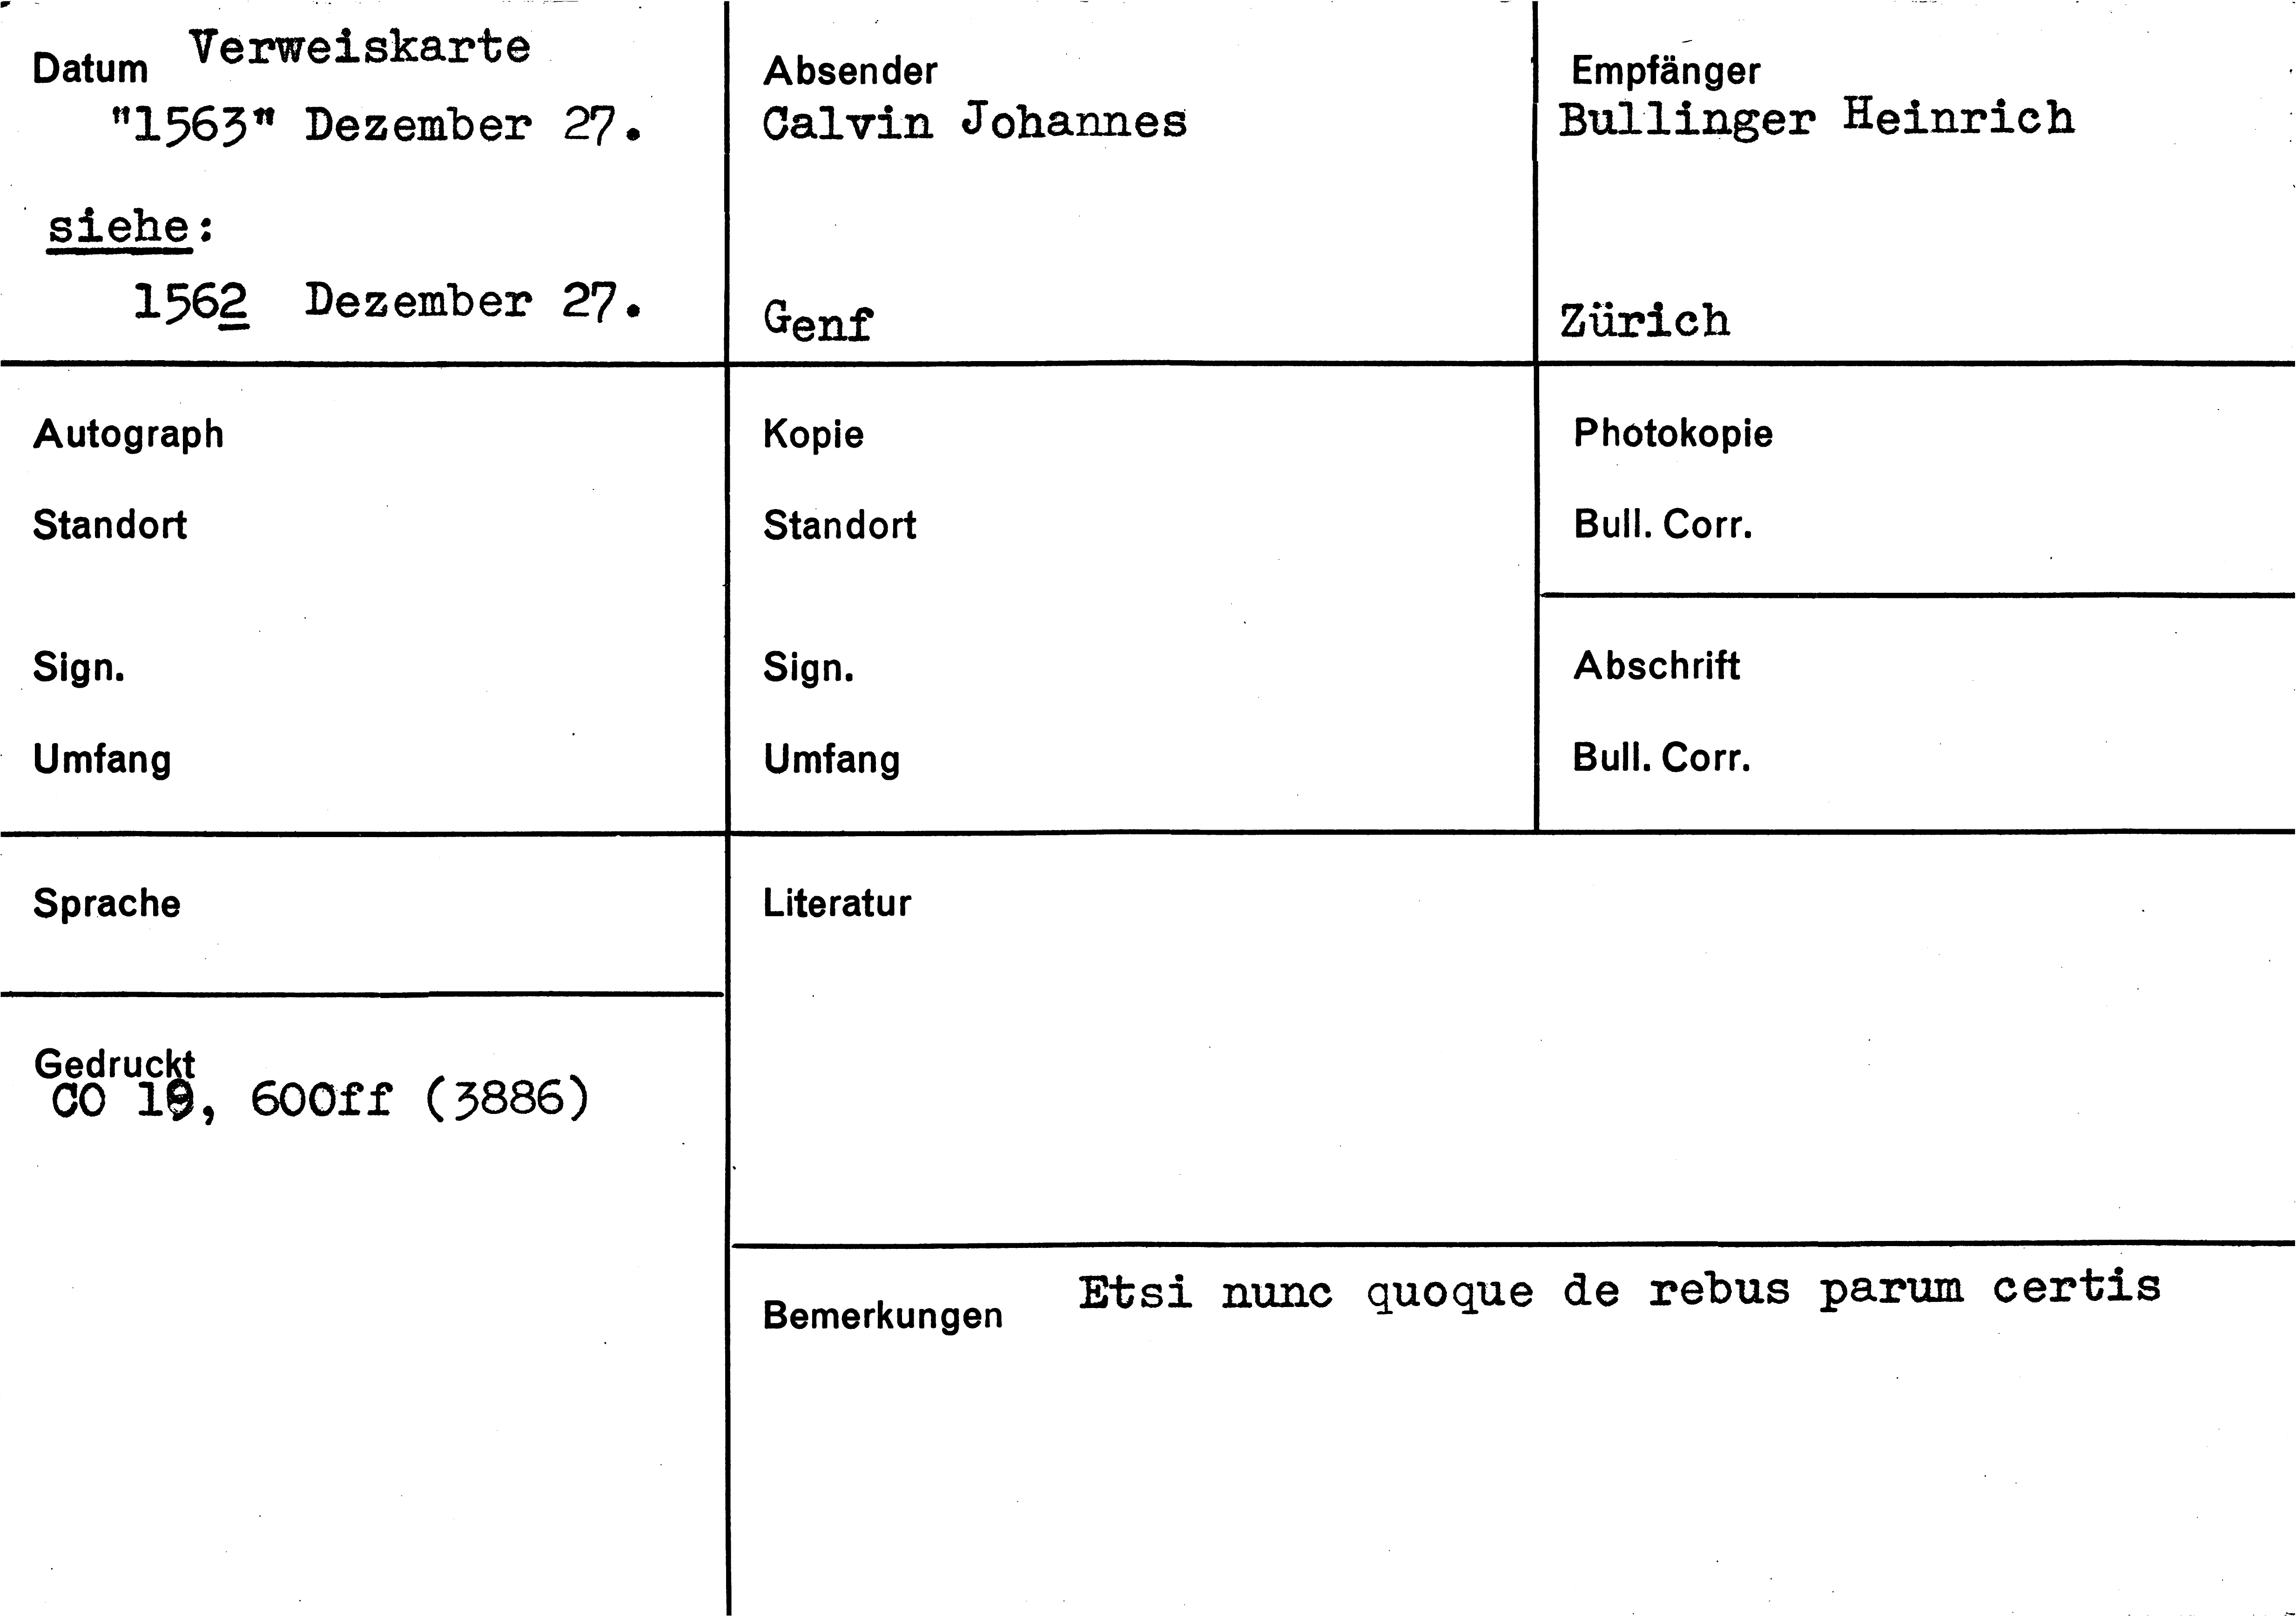 Verweiskarte
Datum
"1563" Dezember 27.
siehe:
1562 Dezember 27.
Absender
Calvin Johannes
Genf
Empfänger
Bullinger Heinrich
Zürich
Autograph
Standort
Sign.
Umfang
Kopie
Standort
Sign.
Umfang
Photokopie
Bull. Corr.
Abschrift
Bull. Corr.
Sprache
Literatur
Gedruckt
CO 19, 600ff (3886)
Bemerkungen
Etsi nunc quoque de rebus parum certis